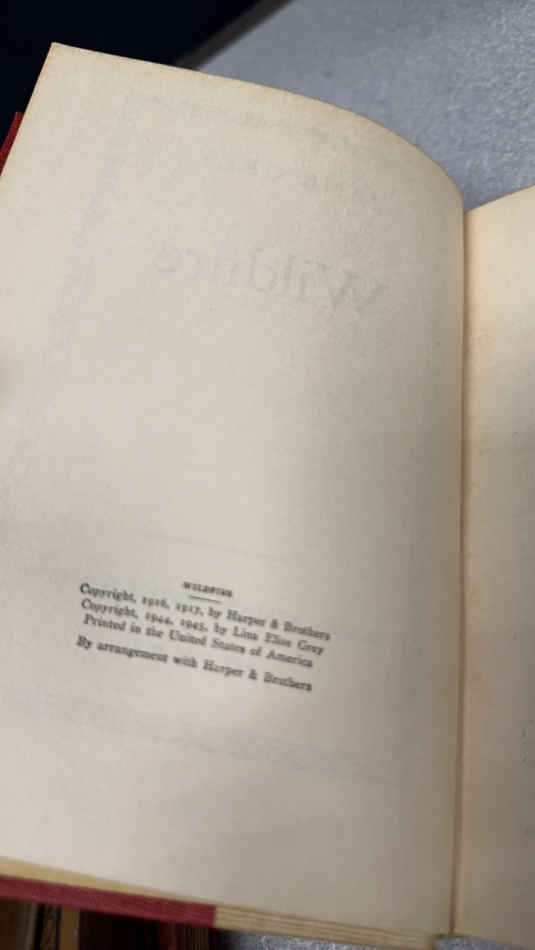 WILDFIRE
Copyright, 1916, 1917, by Harper & Brothers
Copyright, 1944, 1945, by Lina Elise Grey
Printed in the United States of America
By arrangement with Harper & Brothers